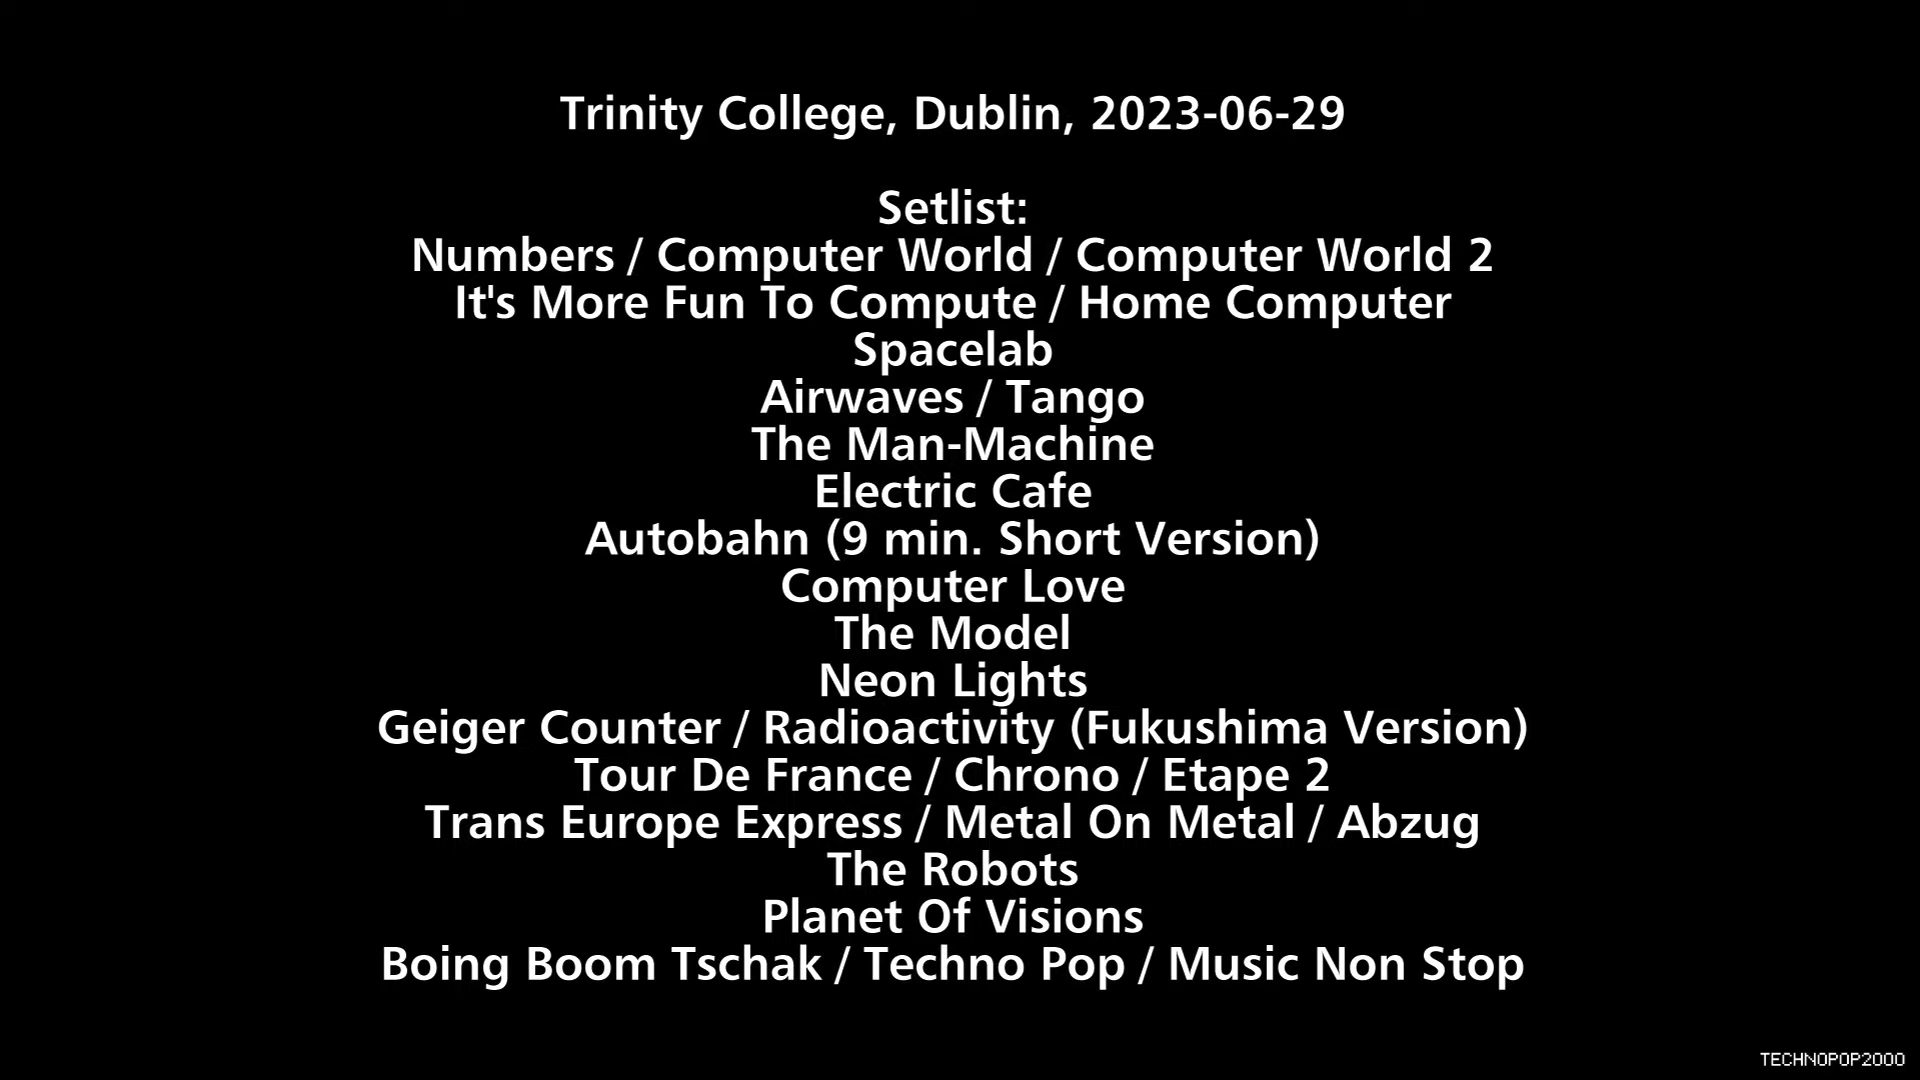 Trinity College, Dublin, 2023-06-29
Setlist:
Numbers / Computer World / Computer World 2
It's More Fun To Compute / Home Computer
Spacelab
Airwaves / Tango
The Man-Machine
Electric Cafe
Autobahn (9 min. Short Version)
Computer Love
The Model
Neon Lights
Geiger Counter / Radioactivity (Fukushima Version)
Tour De France / Chrono / Etape 2
Trans Europe Express / Metal On Metal / Abzug
The Robots
Planet Of Visions
Boing Boom Tschak / Techno Pop / Music Non Stop
TECHNOPOP2000